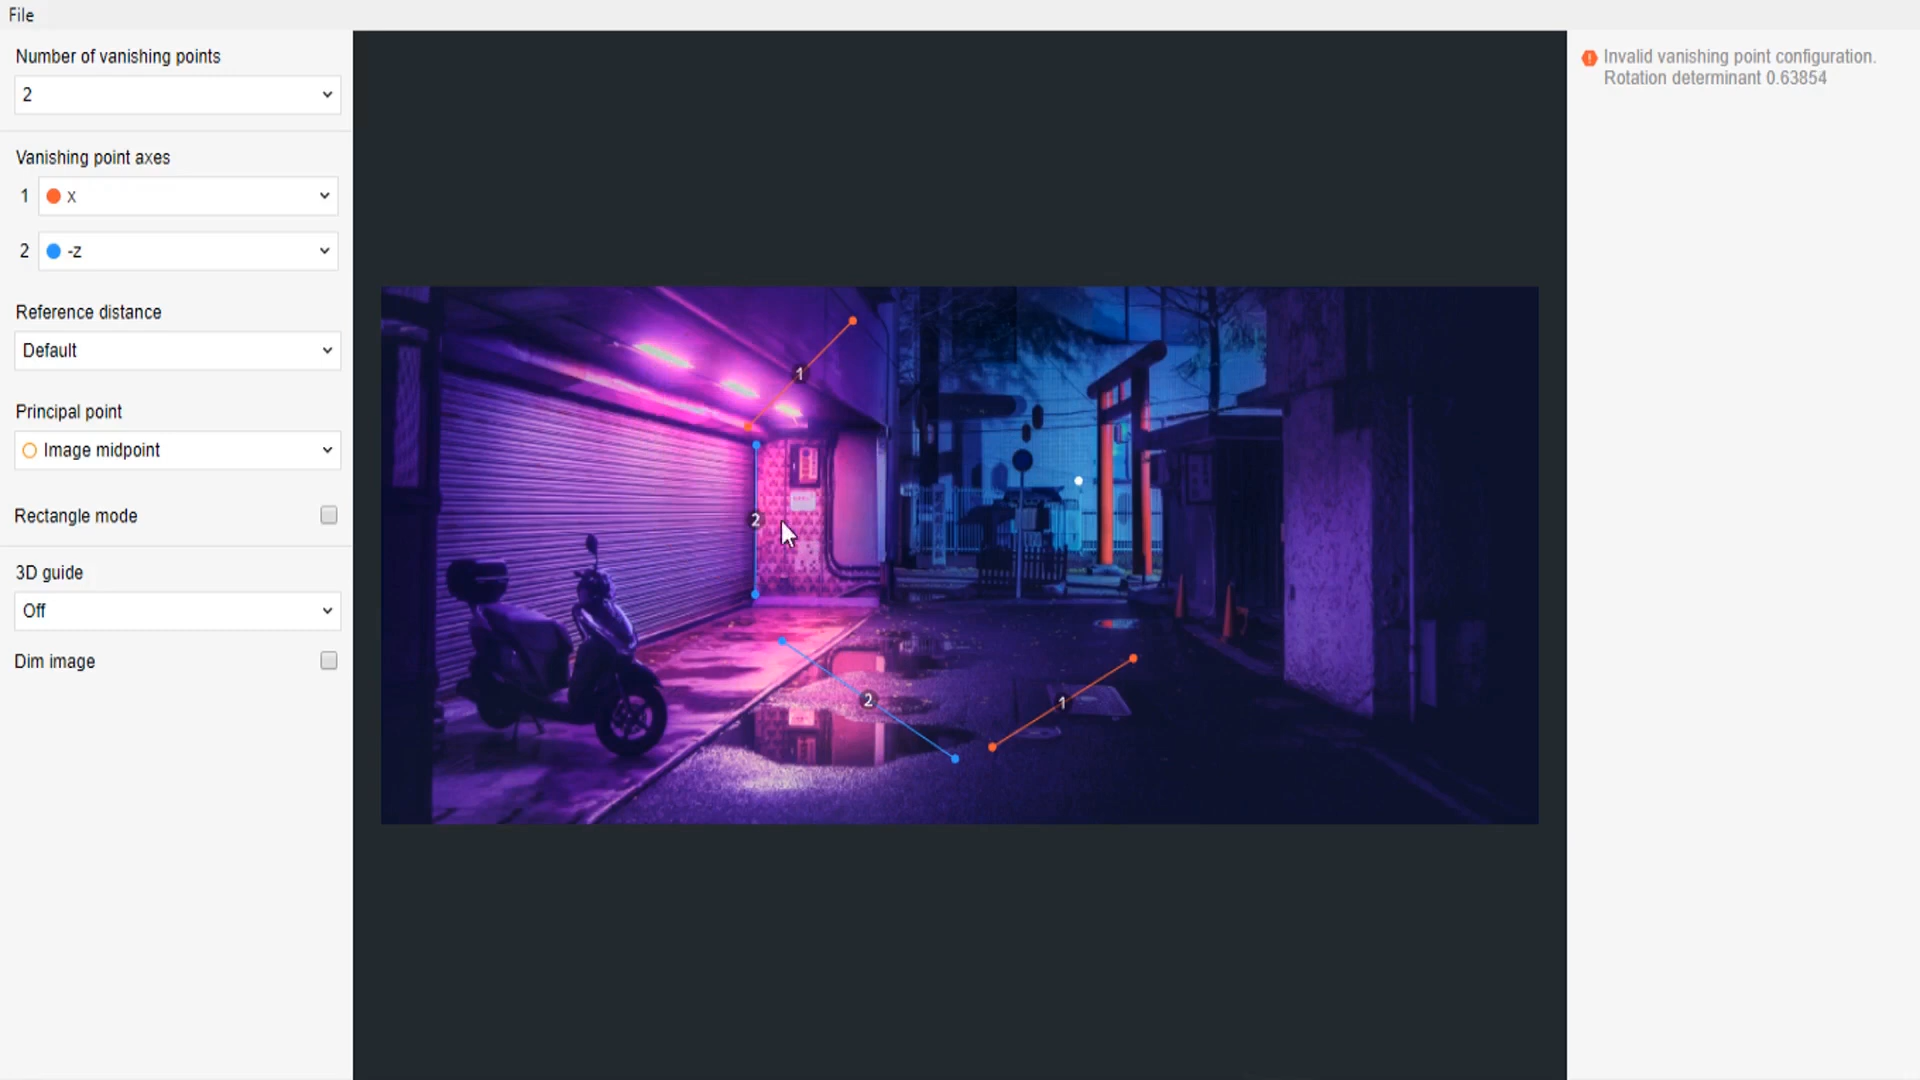 File
Number of vanishing points
2
Vanishing point axes
1 x
2 -z
Reference distance
Default
Principal point
Image midpoint
Rectangle mode
3D guide
Off
Dim image
Invalid vanishing point configuration.
Rotation determinant 0.63854
1
2
2
1